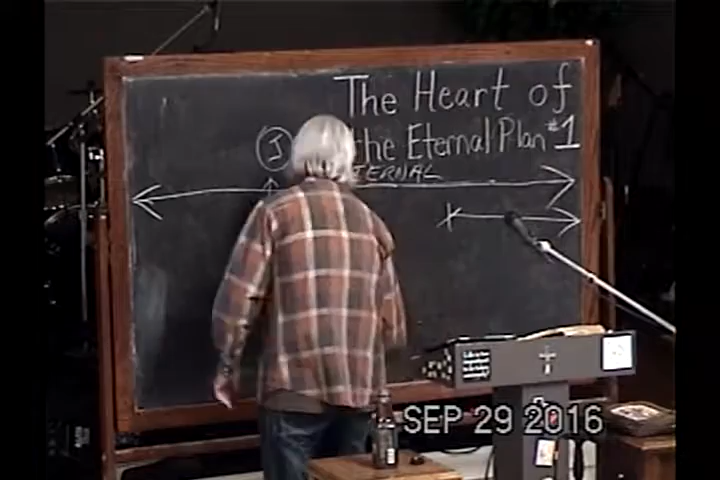 The Heart of
the Eternal Plan #1
J
ETERNAL
SEP 29 2016